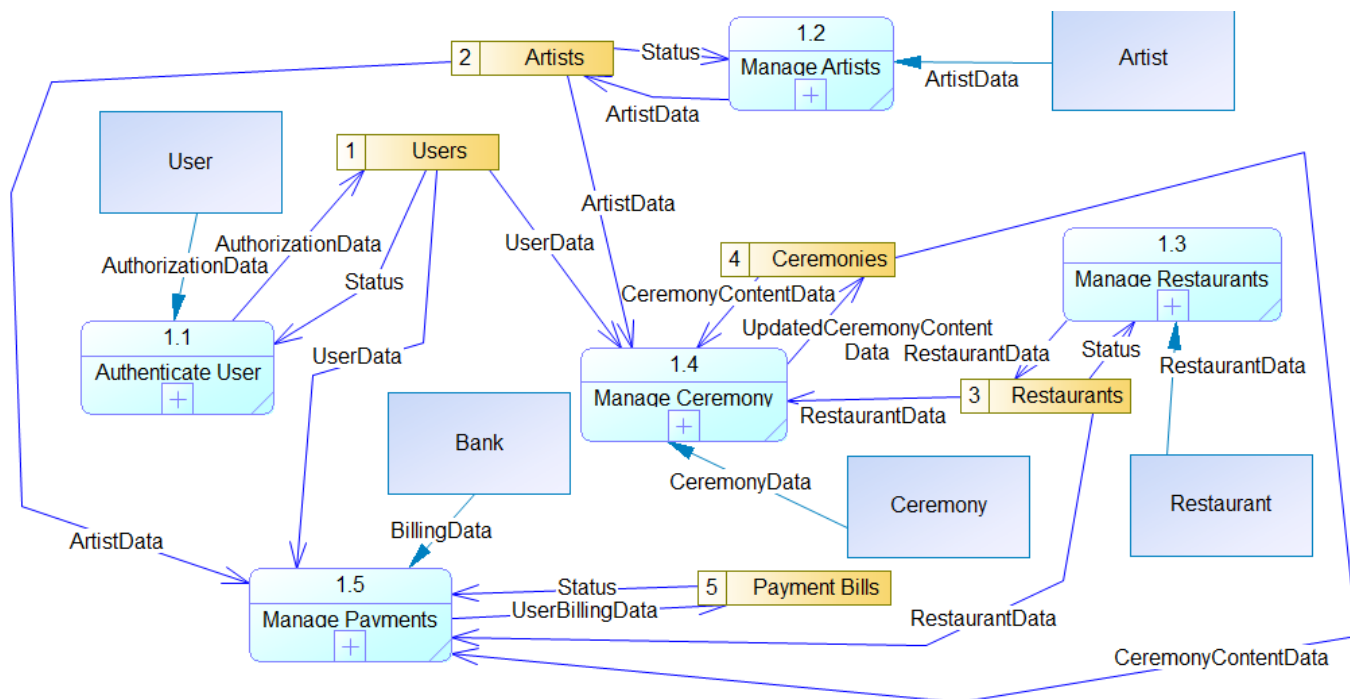 2 Artists
Status
1.2
Manage Artists
Artist
ArtistData
ArtistData
User
1 Users
ArtistData
AuthorizationData
UserData
AuthorizationData
Status
4 Ceremonies
1.3
Manage Restaurants
CeremonyContentData
UpdatedCeremonyContent
Data
RestaurantData
Status
RestaurantData
1.1
Authenticate User
UserData
1.4
Manage Ceremony
3 Restaurants
RestaurantData
Bank
CeremonyData
Ceremony
Restaurant
BillingData
ArtistData
1.5
Manage Payments
Status
UserBillingData
5 Payment Bills
RestaurantData
CeremonyContentData